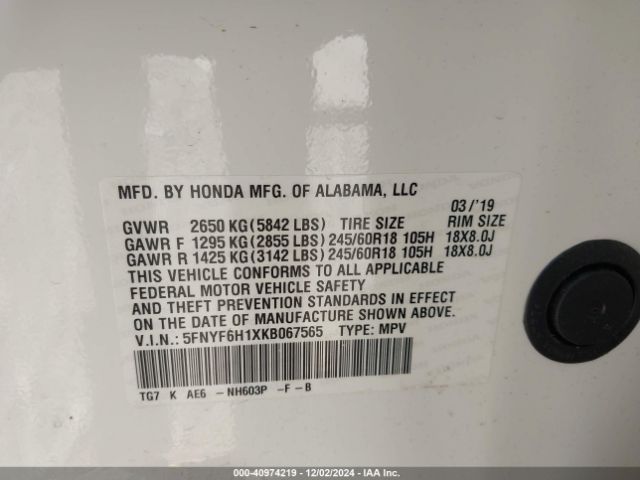 MFD. BY HONDA MFG. OF ALABAMA, LLC
03/'19
GVWR 2650 KG(5842 LBS) TIRE SIZE RIM SIZE
GAWR F 1295 KG(2855 LBS) 245/60R18 105H 18X8.0J
GAWR R 1425 KG(3142 LBS) 245/60R18 105H 18X8.0J
THIS VEHICLE CONFORMS TO ALL APPLICABLE
FEDERAL MOTOR VEHICLE SAFETY
AND THEFT PREVENTION STANDARDS IN EFFECT
ON THE DATE OF MANUFACTURE SHOWN ABOVE.
V.I.N.: 5FNYF6H1XKB067565 TYPE: MPV
TG7 K AE6 -NH603P -F-B
000-40974219 - 12/02/2024 - IAA Inc.